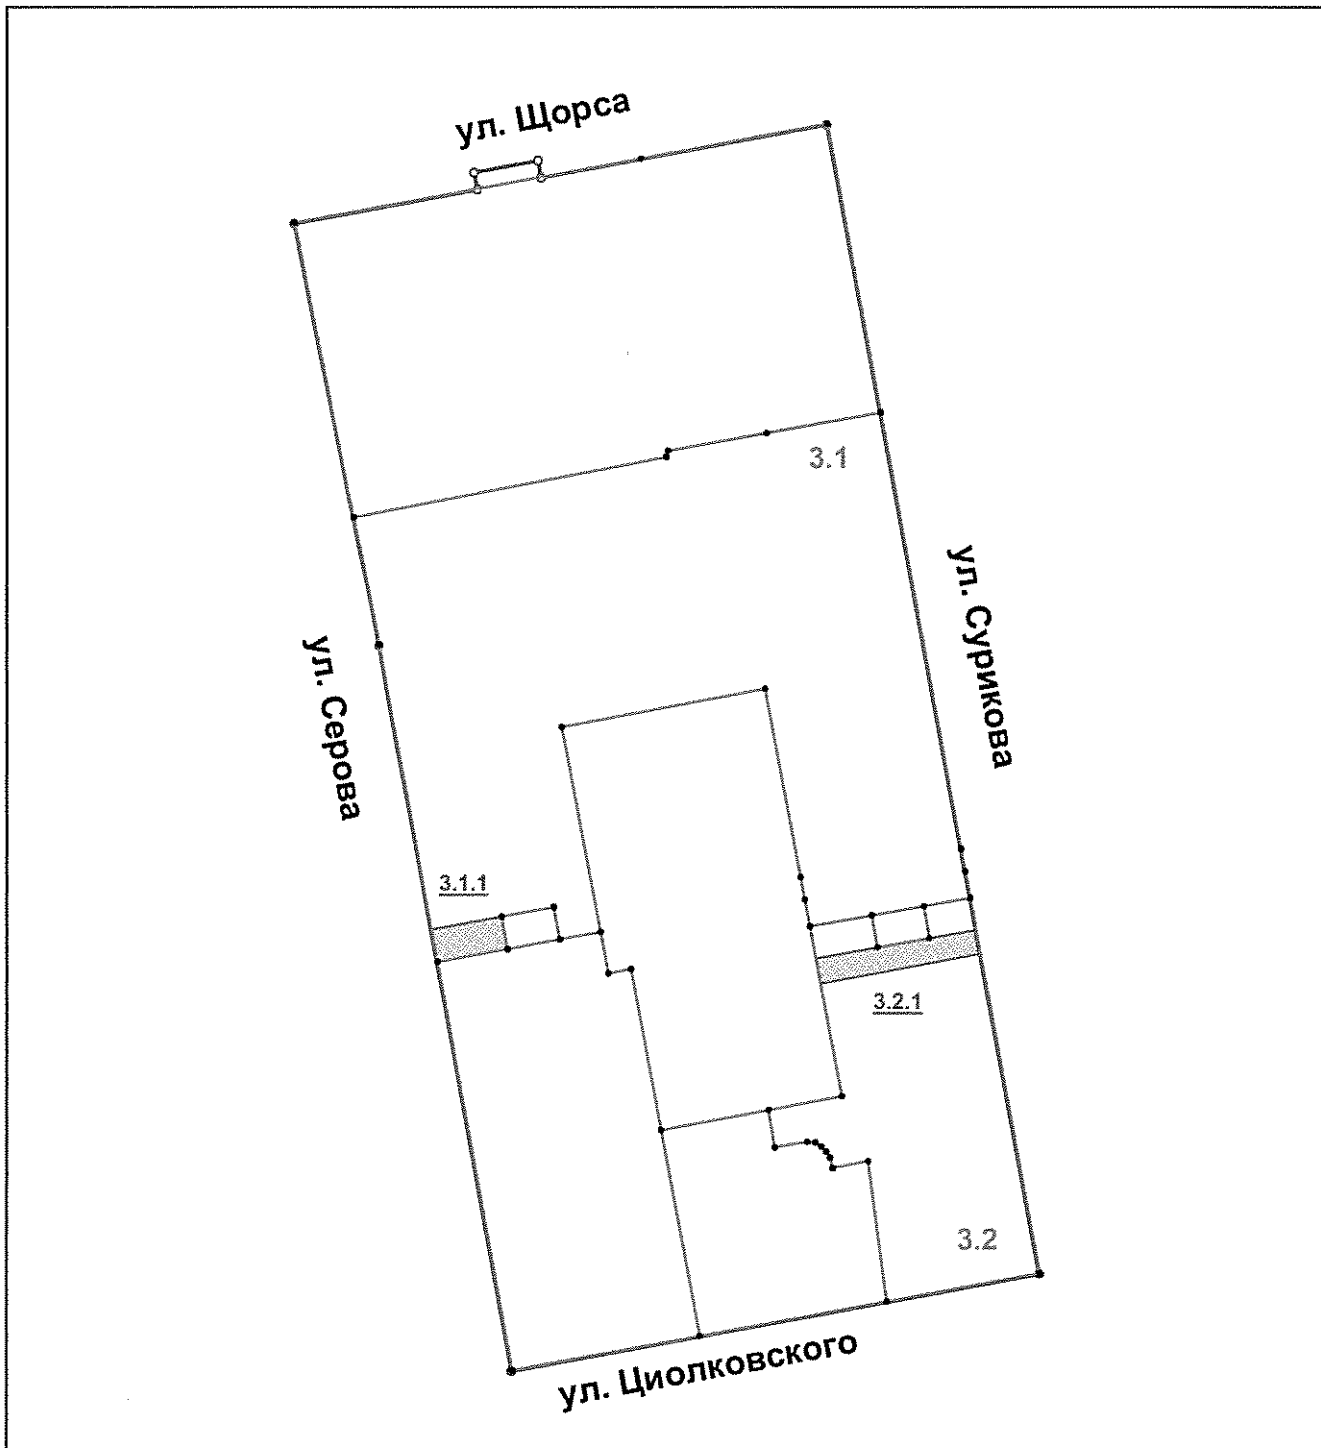 ул. Щорса
3.1
ул. Сурикова
ул. Серова
3.1.1
3.2.1
3.2
ул. Циолковского